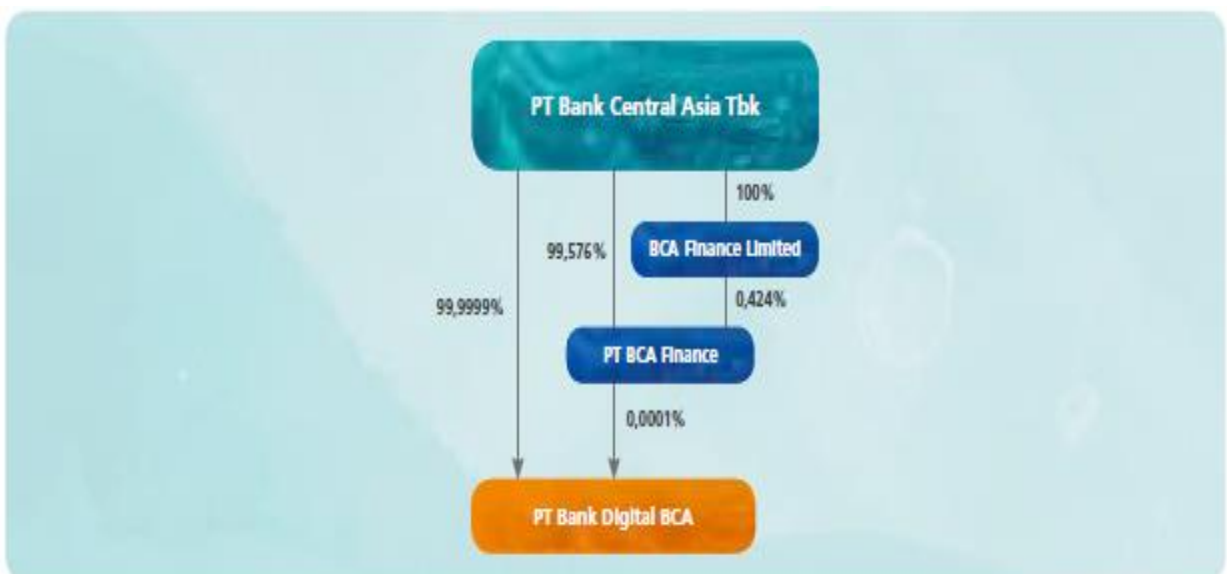 PT Bank Central Asia Tbk
100%
99,576%
BCA Finance Limited
99,9999%
0,424%
PT BCA Finance
0,0001%
PT Bank Digital BCA